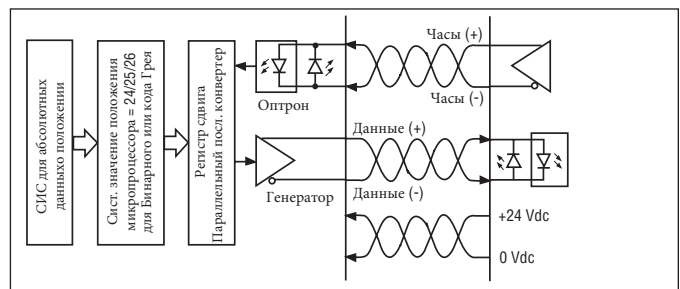 СИС для абсолютных
данныхо положении
Сист. значение положения
микропроцессора = 24/25/26
для Бинарного или кода Грея
Регистр сдвига
Параллельный посл. конвертер
Оптрон
Генератор
Часы (+)
Часы (-)
Данные (+)
Данные (-)
+24 Vdc
0 Vdc